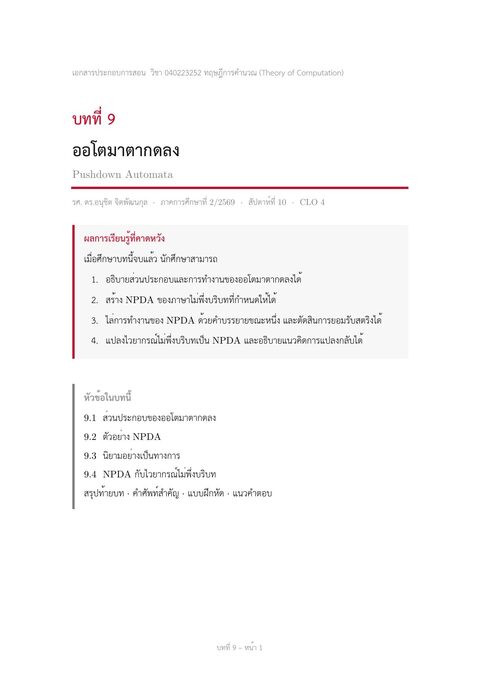 เอกสารประกอบการสอน วิชา 040223252 ทฤษฎีการคำนวณ (Theory of Computation)
บทที่ 9
ออโตมาตากดลง
Pushdown Automata
รศ. ดร.อนุชิต จิตพัฒนกุล · ภาคการศึกษาที่ 2/2569 · สัปดาห์ที่ 10 · CLO 4
ผลการเรียนรู้ที่คาดหวัง
เมื่อศึกษาบทนี้จบแล้ว นักศึกษาสามารถ
1. อธิบายส่วนประกอบและการทำงานของออโตมาตากดลงได้
2. สร้าง NPDA ของภาษาไม่พึ่งบริบทที่กำหนดให้ได้
3. ไล่การทำงานของ NPDA ด้วยคำบรรยายขณะหนึ่ง และตัดสินการยอมรับสตริงได้
4. แปลงไวยากรณ์ไม่พึ่งบริบทเป็น NPDA และอธิบายแนวคิดการแปลงกลับได้
หัวข้อในบทนี้
9.1 ส่วนประกอบของออโตมาตากดลง
9.2 ตัวอย่าง NPDA
9.3 นิยามอย่างเป็นทางการ
9.4 NPDA กับไวยากรณ์ไม่พึ่งบริบท
สรุปท้ายบท · คำศัพท์สำคัญ · แบบฝึกหัด · แนวคำตอบ
บทที่ 9 – หน้า 1